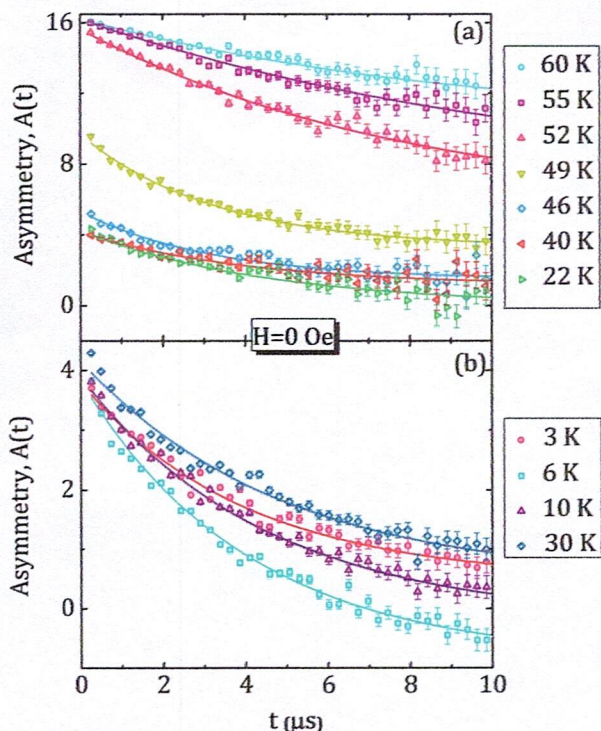 16
8
0
Asymmetry, A(t)
(a)
60 K
55 K
52 K
49 K
46 K
40 K
22 K
H=0 Oe
4
2
0
Asymmetry, A(t)
(b)
3 K
6 K
10 K
30 K
0 2 4 6 8 10
t (μs)